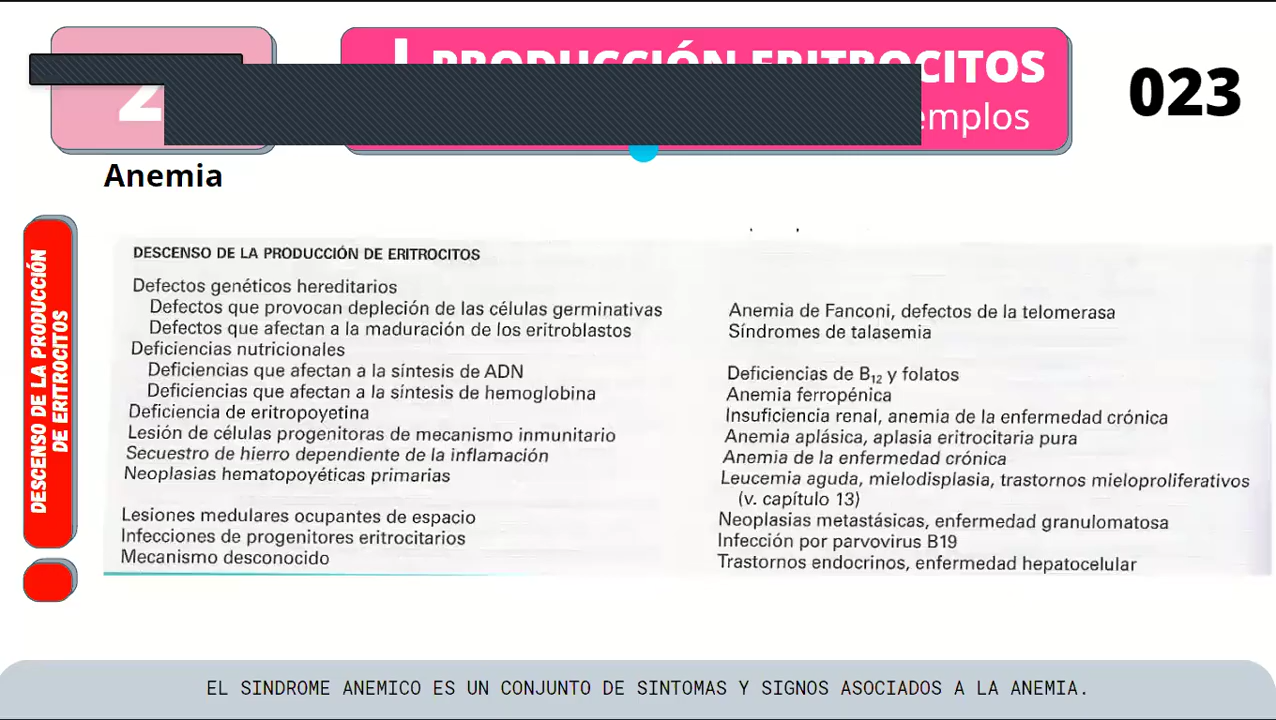 PRODUCCIÓN ERITROCITOS
2
023
Anemia
DESCENSO DE LA PRODUCCIÓN
DE ERITROCITOS
DESCENSO DE LA PRODUCCIÓN DE ERITROCITOS
Defectos genéticos hereditarios
Defectos que provocan depleción de las células germinativas Anemia de Fanconi, defectos de la telomerasa
Defectos que afectan a la maduración de los eritroblastos Síndromes de talasemia
Deficiencias nutricionales
Deficiencias que afectan a la síntesis de ADN Deficiencias de B12 y folatos
Deficiencias que afectan a la síntesis de hemoglobina Anemia ferropénica
Deficiencia de eritropoyetina Insuficiencia renal, anemia de la enfermedad crónica
Lesión de células progenitoras de mecanismo inmunitario Anemia aplásica, aplasia eritrocitaria pura
Secuestro de hierro dependiente de la inflamación Anemia de la enfermedad crónica
Neoplasias hematopoyéticas primarias Leucemia aguda, mielodisplasia, trastornos mieloproliferativos
(v. capítulo 13)
Lesiones medulares ocupantes de espacio Neoplasias metastásicas, enfermedad granulomatosa
Infecciones de progenitores eritrocitarios Infección por parvovirus B19
Mecanismo desconocido Trastornos endocrinos, enfermedad hepatocelular
EL SINDROME ANEMICO ES UN CONJUNTO DE SINTOMAS Y SIGNOS ASOCIADOS A LA ANEMIA.